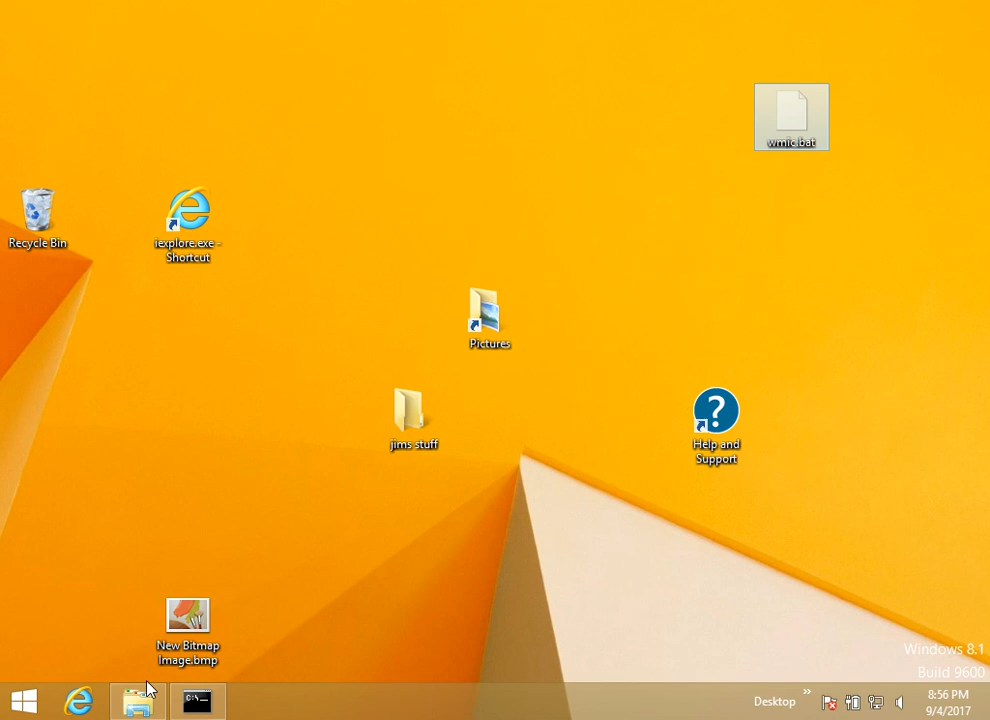 wmic.bat
Recycle Bin
iexplore.exe -
Shortcut
Pictures
jims stuff
Help and
Support
New Bitmap
Image.bmp
Windows 8.1
Build 9600
C:\_
Desktop
»
8:56 PM
9/4/2017